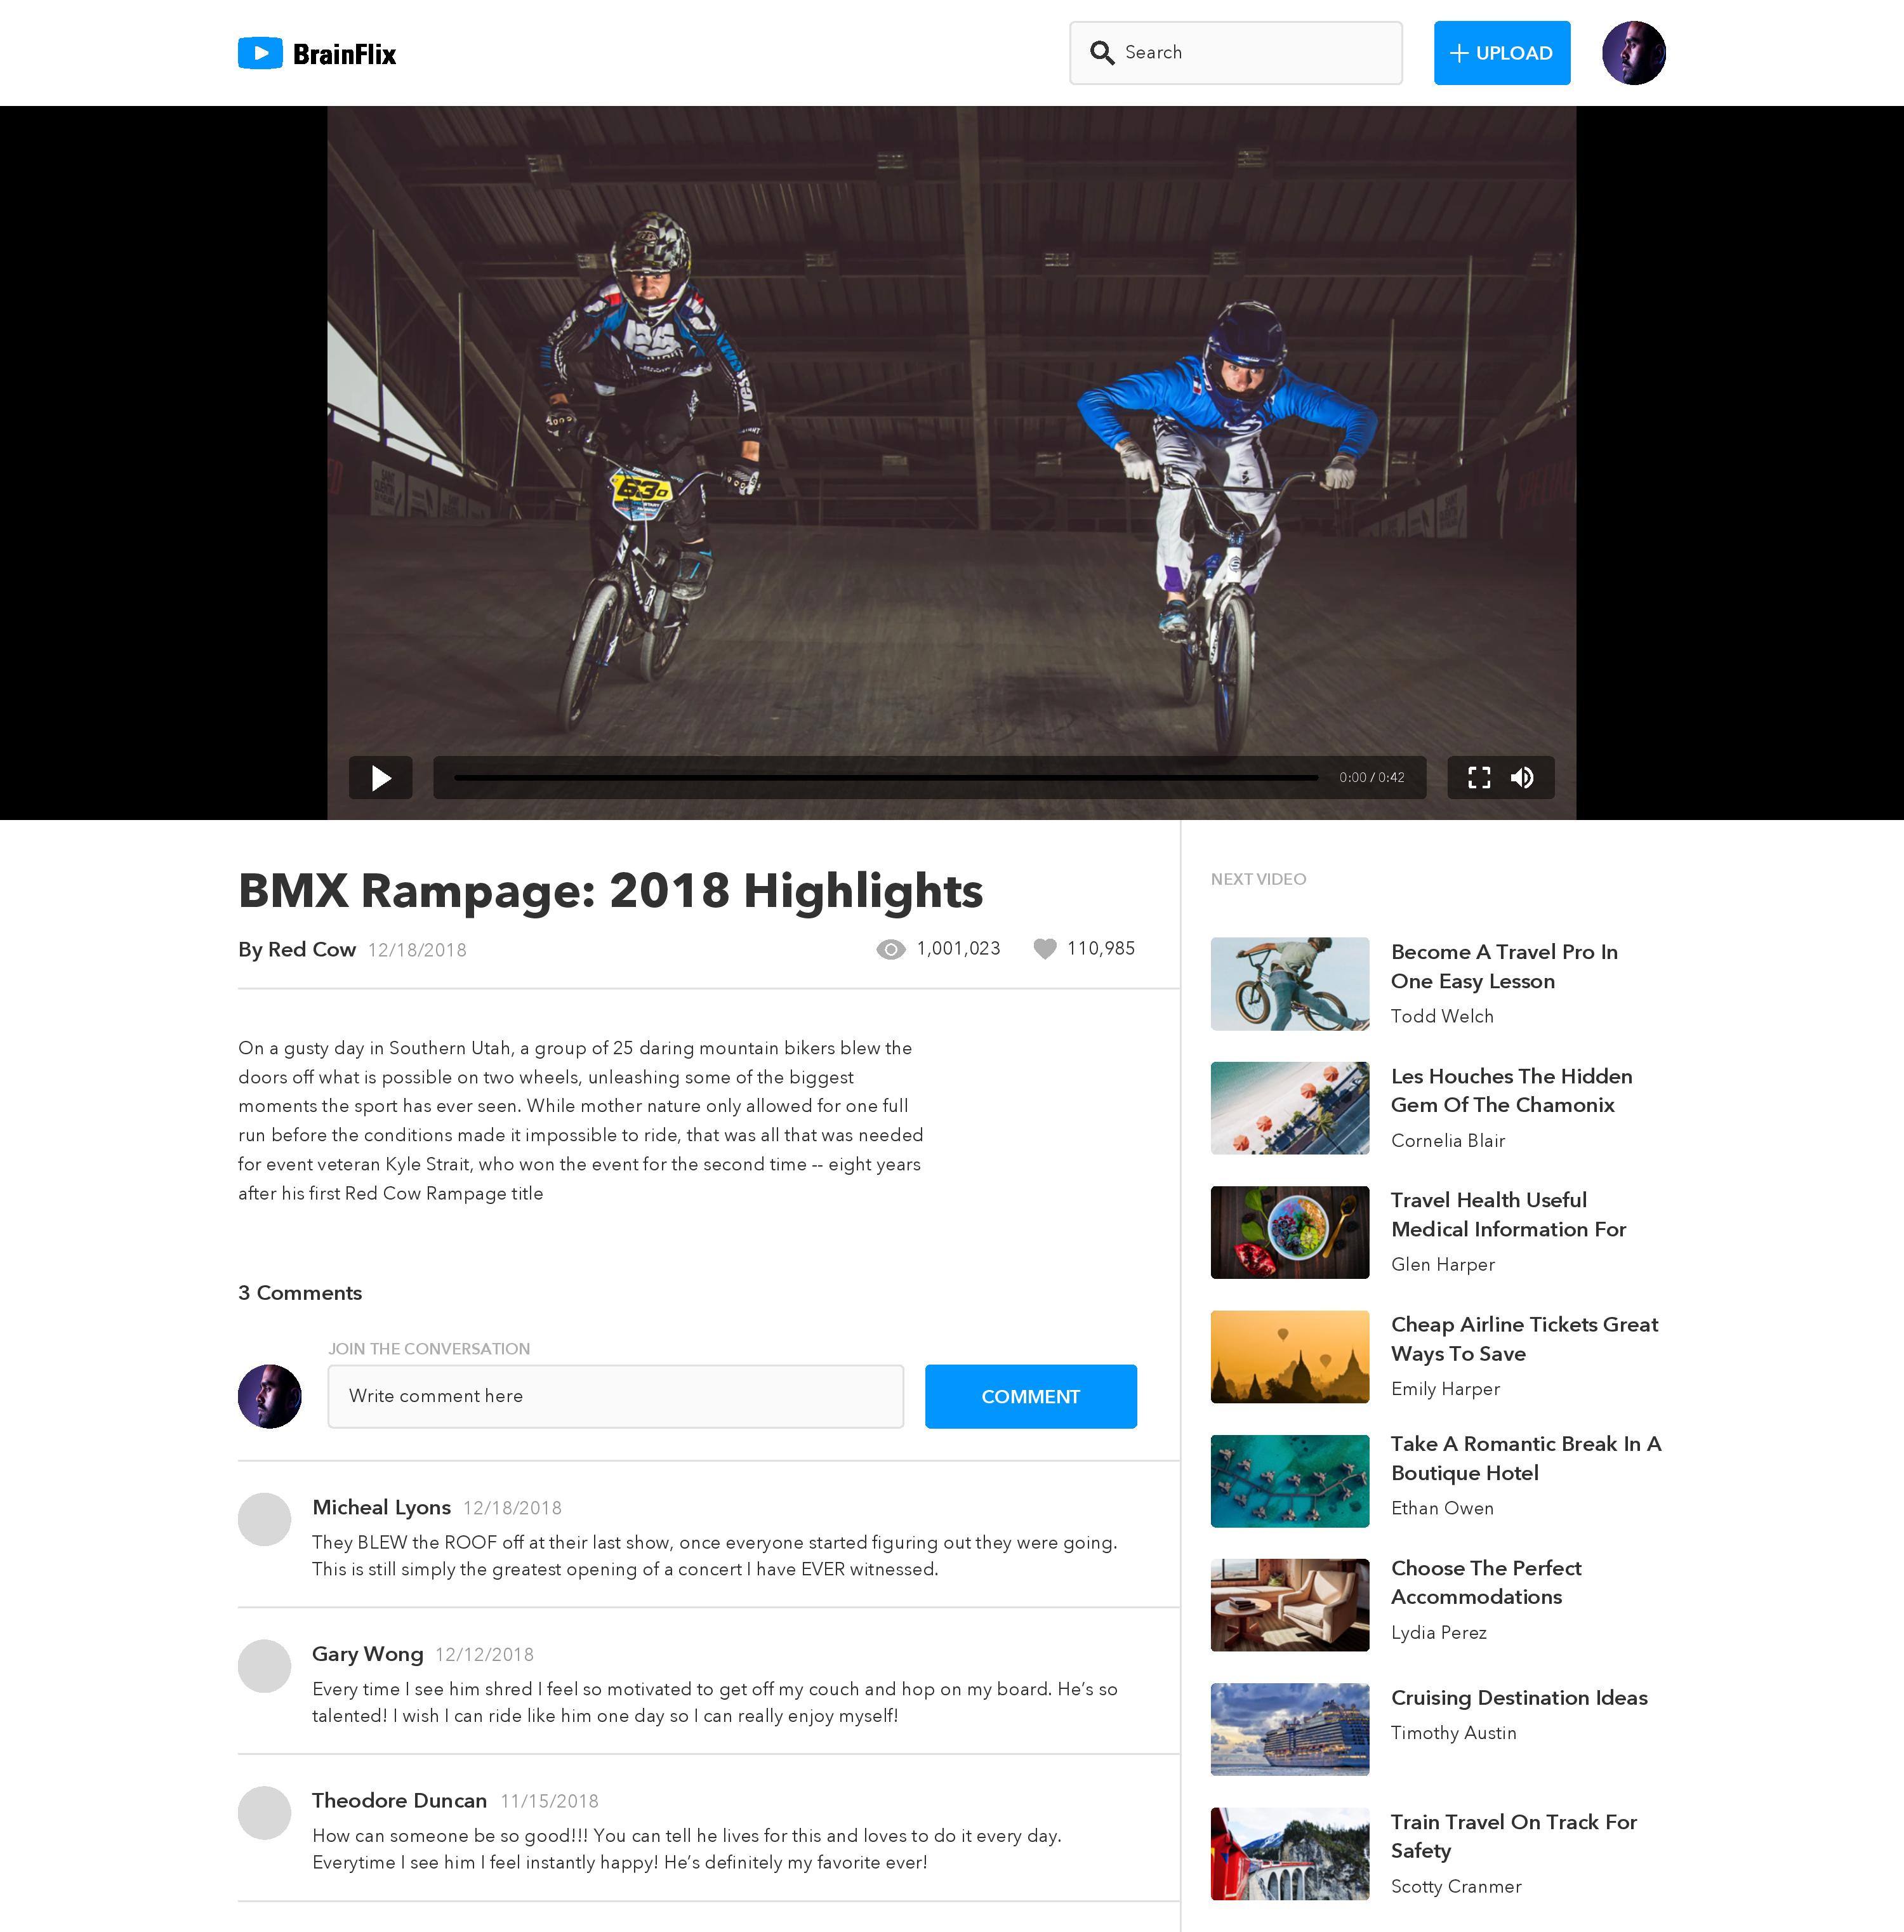 BrainFlix
Search
UPLOAD
TROY LEE
yess
63
0:00 / 0:42
BMX Rampage: 2018 Highlights
By Red Cow 12/18/2018
1,001,023
110,985
On a gusty day in Southern Utah, a group of 25 daring mountain bikers blew the
doors off what is possible on two wheels, unleashing some of the biggest
moments the sport has ever seen. While mother nature only allowed for one full
run before the conditions made it impossible to ride, that was all that was needed
for event veteran Kyle Strait, who won the event for the second time -- eight years
after his first Red Cow Rampage title
3 Comments
JOIN THE CONVERSATION
Write comment here
COMMENT
Micheal Lyons 12/18/2018
They BLEW the ROOF off at their last show, once everyone started figuring out they were going.
This is still simply the greatest opening of a concert I have EVER witnessed.
Gary Wong 12/12/2018
Every time I see him shred I feel so motivated to get off my couch and hop on my board. He’s so
talented! I wish I can ride like him one day so I can really enjoy myself!
Theodore Duncan 11/15/2018
How can someone be so good!!! You can tell he lives for this and loves to do it every day.
Everytime I see him I feel instantly happy! He’s definitely my favorite ever!
NEXT VIDEO
Become A Travel Pro In
One Easy Lesson
Todd Welch
Les Houches The Hidden
Gem Of The Chamonix
Cornelia Blair
Travel Health Useful
Medical Information For
Glen Harper
Cheap Airline Tickets Great
Ways To Save
Emily Harper
Take A Romantic Break In A
Boutique Hotel
Ethan Owen
Choose The Perfect
Accommodations
Lydia Perez
Cruising Destination Ideas
Timothy Austin
Train Travel On Track For
Safety
Scotty Cranmer